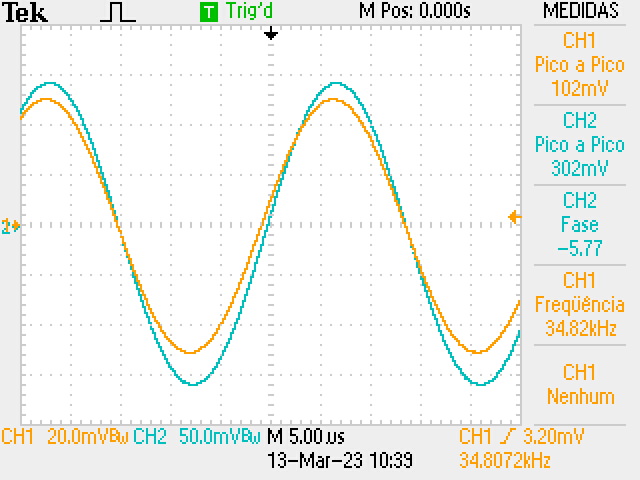 Tek T Trig'd M Pos: 0.000s MEDIDAS
CH1
Pico a Pico
102mV
CH2
Pico a Pico
302mV
CH2
Fase
-5.77
CH1
Freqüência
34.82kHz
CH1
Nenhum
CH1 20.0mVBw CH2 50.0mVBw M 5.00us CH1 3.20mV
13-Mar-23 10:39 34.8072kHz